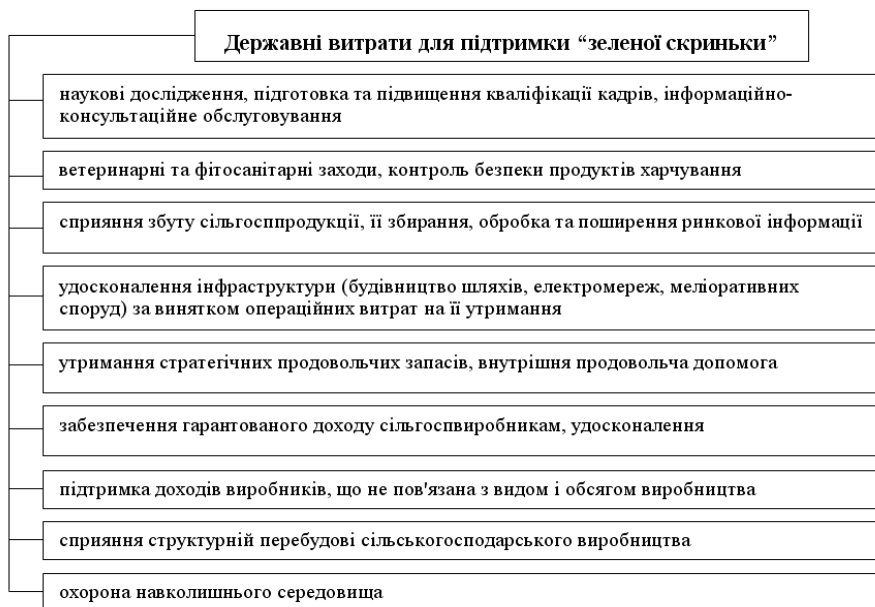 Державні витрати для підтримки “зеленої скриньки”
наукові дослідження, підготовка та підвищення кваліфікації кадрів, інформаційно-
консультаційне обслуговування
ветеринарні та фітосанітарні заходи, контроль безпеки продуктів харчування
сприяння збуту сільгосппродукції, її збирання, обробка та поширення ринкової інформації
удосконалення інфраструктури (будівництво шляхів, електромереж, меліоративних
споруд) за винятком операційних витрат на її утримання
утримання стратегічних продовольчих запасів, внутрішня продовольча допомога
забезпечення гарантованого доходу сільгоспвиробникам, удосконалення
підтримка доходів виробників, що не пов'язана з видом і обсягом виробництва
сприяння структурній перебудові сільськогосподарського виробництва
охорона навколишнього середовища